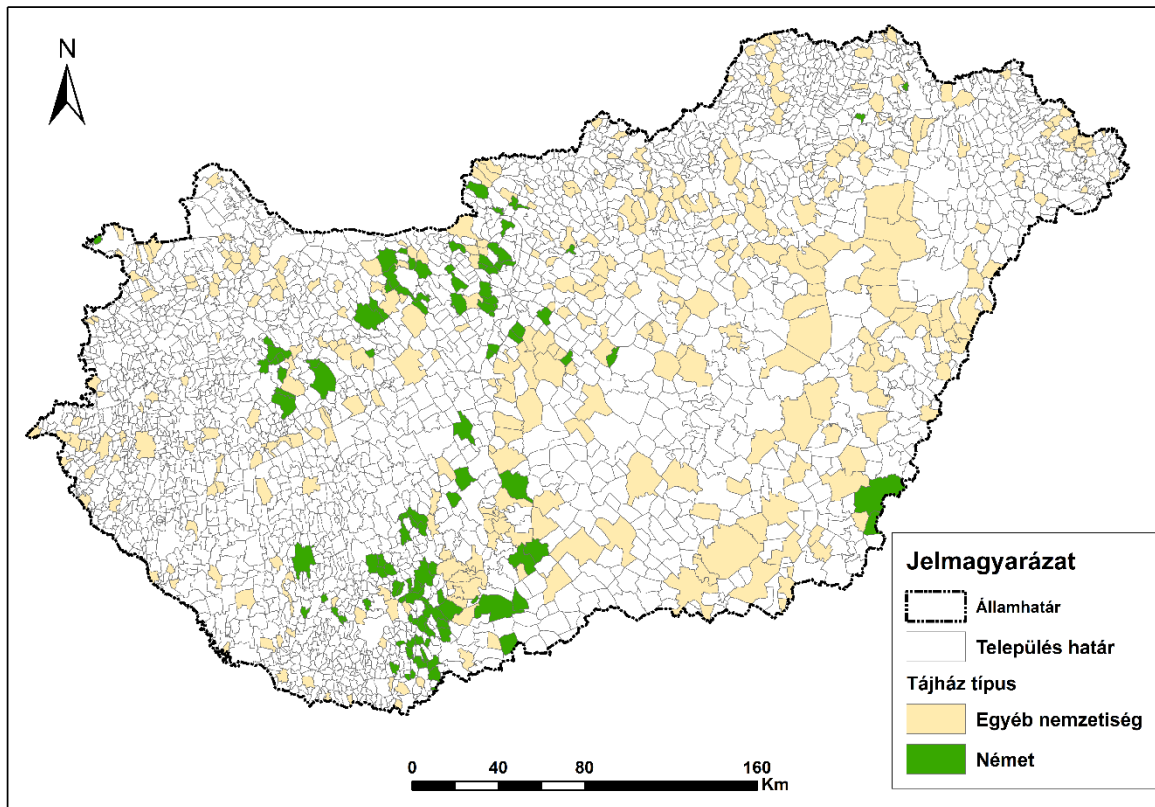 N
Jelmagyarázat
Államhatár
Település határ
Tájház típus
Egyéb nemzetiség
Német
0 40 80 160
Km